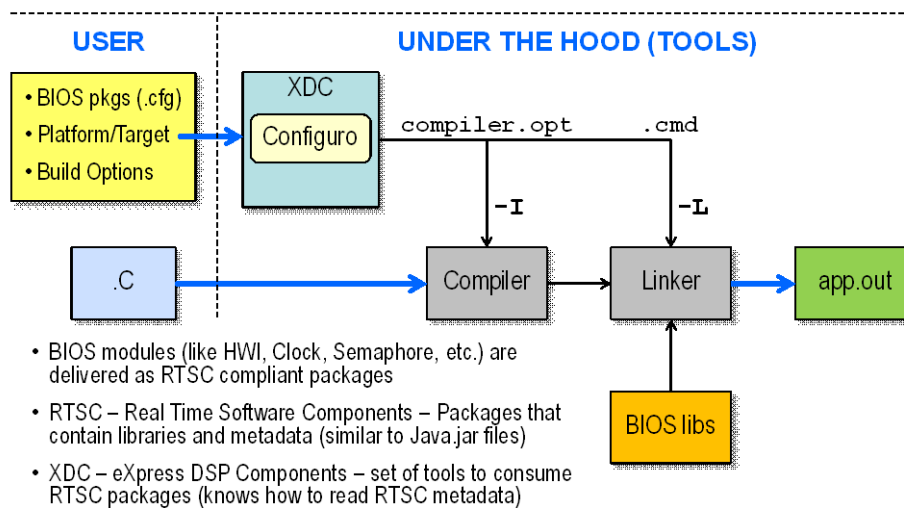 USER
UNDER THE HOOD (TOOLS)
• BIOS pkgs (.cfg)
• Platform/Target
• Build Options
XDC
Configuro
compiler.opt
.cmd
-I
-L
.C
Compiler
Linker
app.out
BIOS libs
• BIOS modules (like HWI, Clock, Semaphore, etc.) are
delivered as RTSC compliant packages
• RTSC – Real Time Software Components – Packages that
contain libraries and metadata (similar to Java.jar files)
• XDC – eXpress DSP Components – set of tools to consume
RTSC packages (knows how to read RTSC metadata)